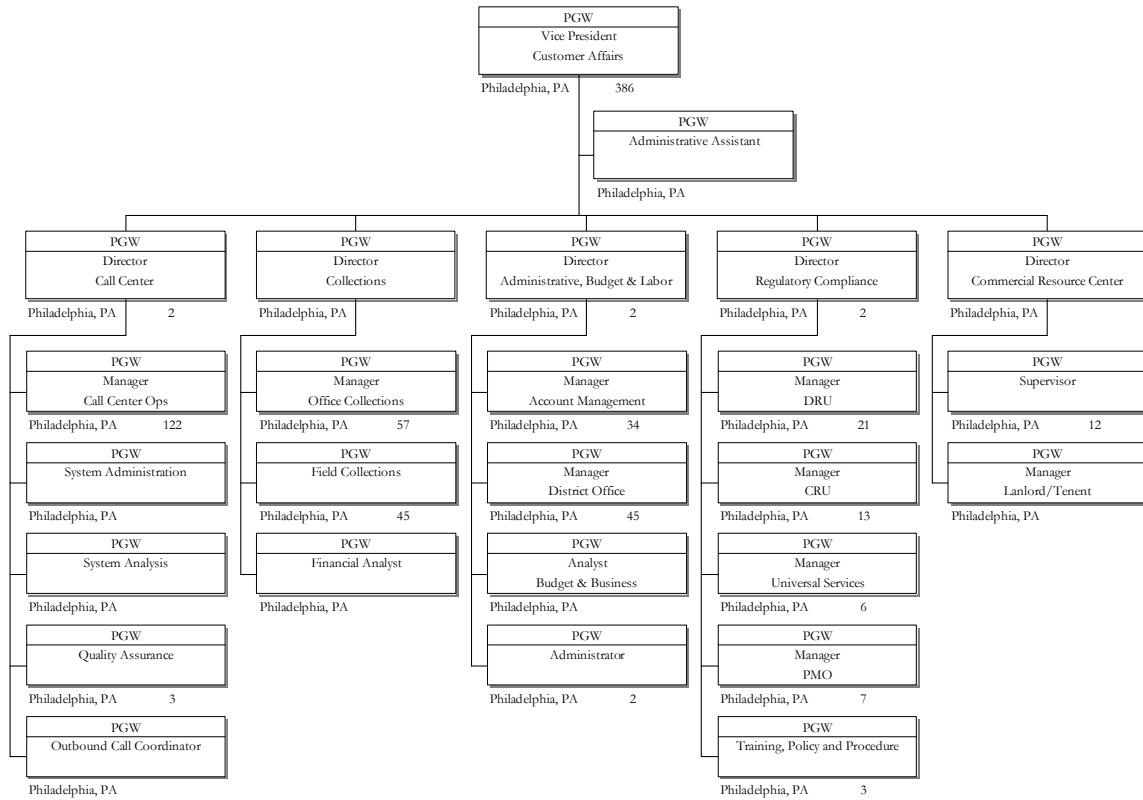 PGW
Vice President
Customer Affairs
Philadelphia, PA 386
PGW
Administrative Assistant
Philadelphia, PA
PGW
Director
Call Center
Philadelphia, PA 2
PGW
Manager
Call Center Ops
Philadelphia, PA 122
PGW
System Administration
Philadelphia, PA
PGW
System Analysis
Philadelphia, PA
PGW
Quality Assurance
Philadelphia, PA 3
PGW
Outbound Call Coordinator
Philadelphia, PA
PGW
Director
Collections
Philadelphia, PA
PGW
Manager
Office Collections
Philadelphia, PA 57
PGW
Field Collections
Philadelphia, PA 45
PGW
Financial Analyst
Philadelphia, PA
PGW
Director
Administrative, Budget & Labor
Philadelphia, PA 2
PGW
Manager
Account Management
Philadelphia, PA 34
PGW
Manager
District Office
Philadelphia, PA 45
PGW
Analyst
Budget & Business
Philadelphia, PA
PGW
Administrator
Philadelphia, PA 2
PGW
Director
Regulatory Compliance
Philadelphia, PA 2
PGW
Manager
DRU
Philadelphia, PA 21
PGW
Manager
CRU
Philadelphia, PA 13
PGW
Manager
Universal Services
Philadelphia, PA 6
PGW
Manager
PMO
Philadelphia, PA 7
PGW
Training, Policy and Procedure
Philadelphia, PA 3
PGW
Director
Commercial Resource Center
Philadelphia, PA
PGW
Supervisor
Philadelphia, PA 12
PGW
Manager
Lanlord/Tenent
Philadelphia, PA